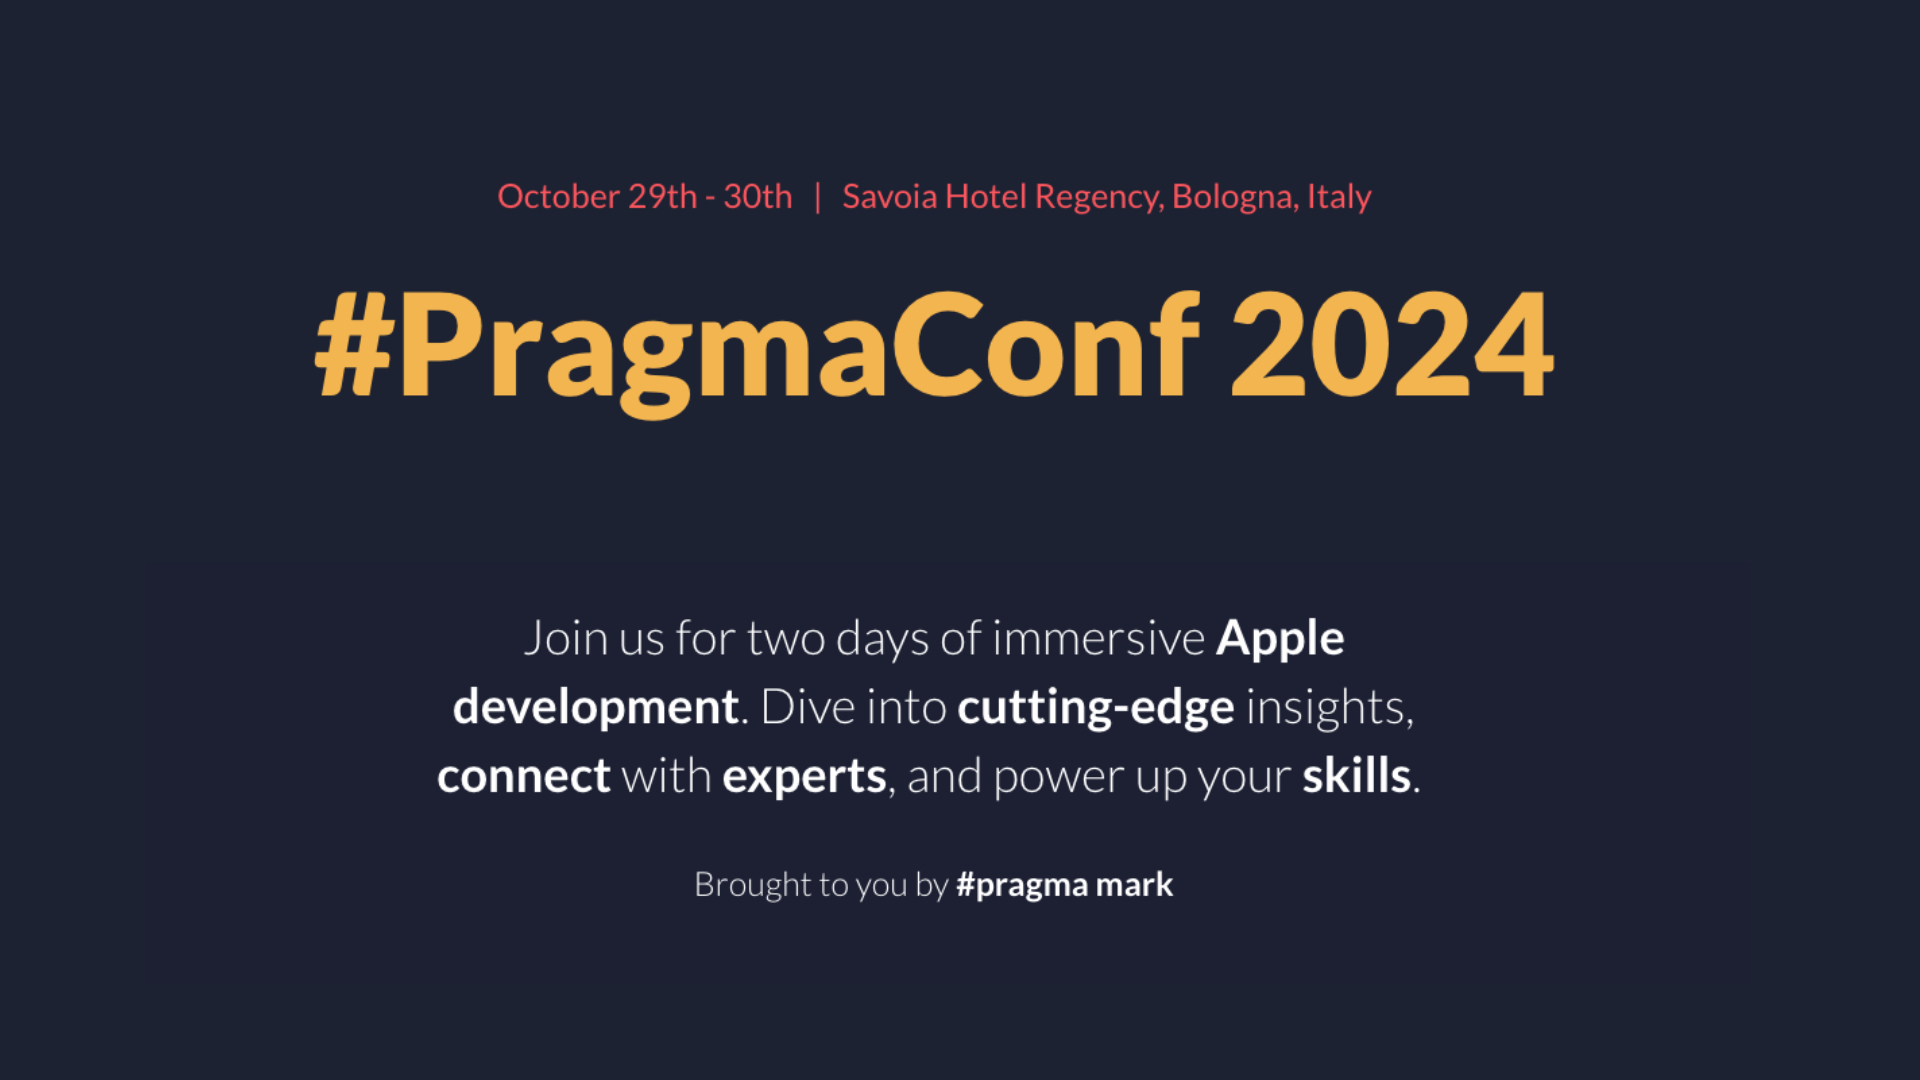 October 29th - 30th | Savoia Hotel Regency, Bologna, Italy
#PragmaConf 2024
Join us for two days of immersive Apple
development. Dive into cutting-edge insights,
connect with experts, and power up your skills.
Brought to you by #pragma mark